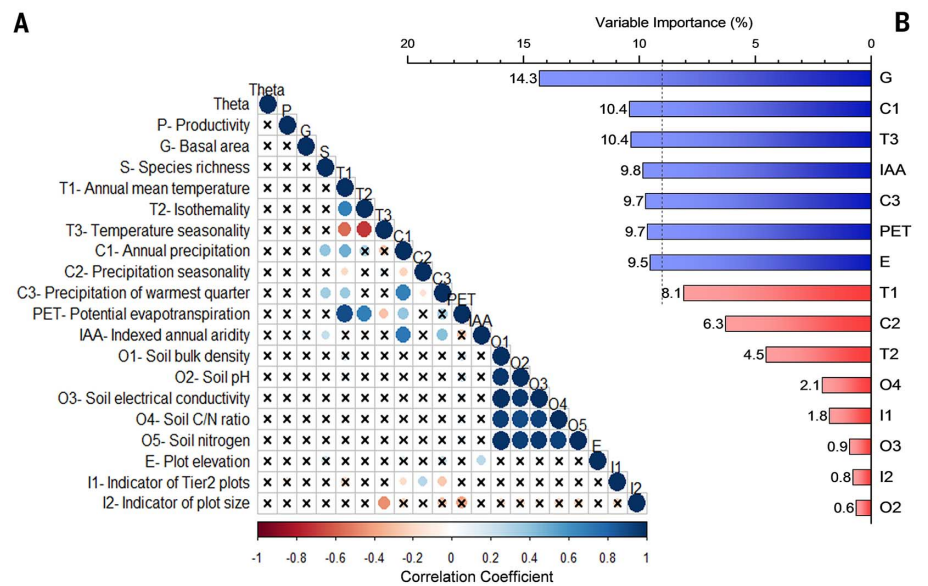 A
B
Variable Importance (%)
20 15 10 5 0
14.3 G
10.4 C1
10.4 T3
9.8 IAA
9.7 C3
9.7 PET
9.5 E
8.1 T1
6.3 C2
4.5 T2
2.1 O4
1.8 I1
0.9 O3
0.8 I2
0.6 O2
Theta
Theta
P
P- Productivity
G
G- Basal area
S
S- Species richness
T1
T1- Annual mean temperature
T2
T2- Isothemality
T3
T3- Temperature seasonality
C1
C1- Annual precipitation
C2
C2- Precipitation seasonality
C3
C3- Precipitation of warmest quarter
PET
PET- Potential evapotranspiration
IAA
IAA- Indexed annual aridity
O1
O1- Soil bulk density
O2
O2- Soil pH
O3
O3- Soil electrical conductivity
O4
O4- Soil C/N ratio
O5
O5- Soil nitrogen
E
E- Plot elevation
I1
I1- Indicator of Tier2 plots
I2
I2- Indicator of plot size
-1 -0.8 -0.6 -0.4 -0.2 0 0.2 0.4 0.6 0.8 1
Correlation Coefficient